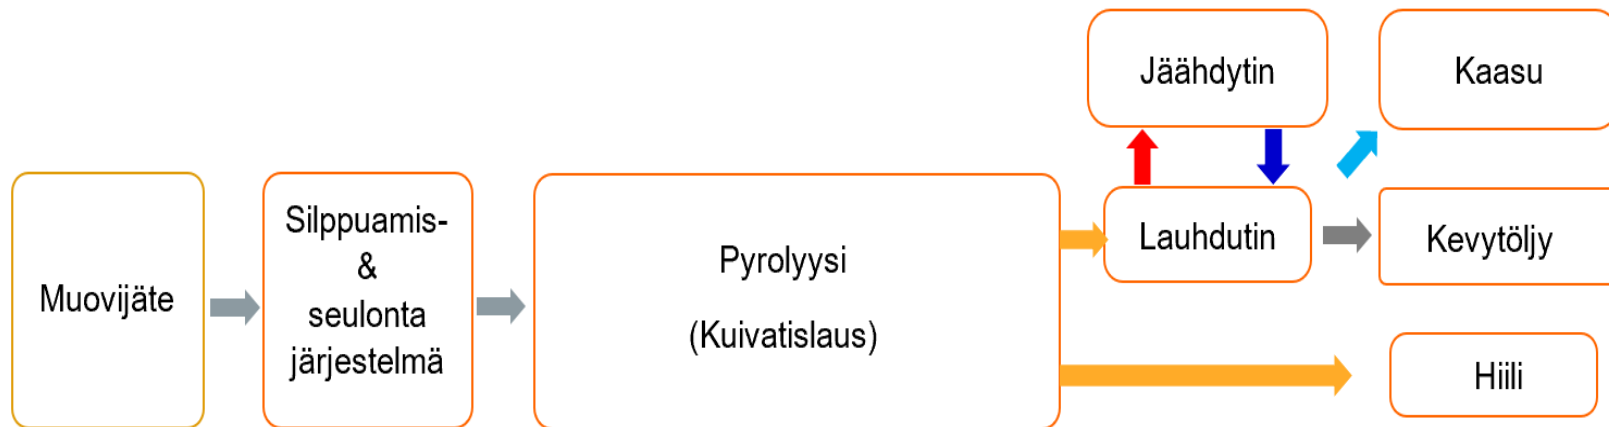 Muovijäte
Silppuamis-
&
seulonta
järjestelmä
Pyrolyysi
(Kuivatislaus)
Jäähdytin
Lauhdutin
Kaasu
Kevytöljy
Hiili